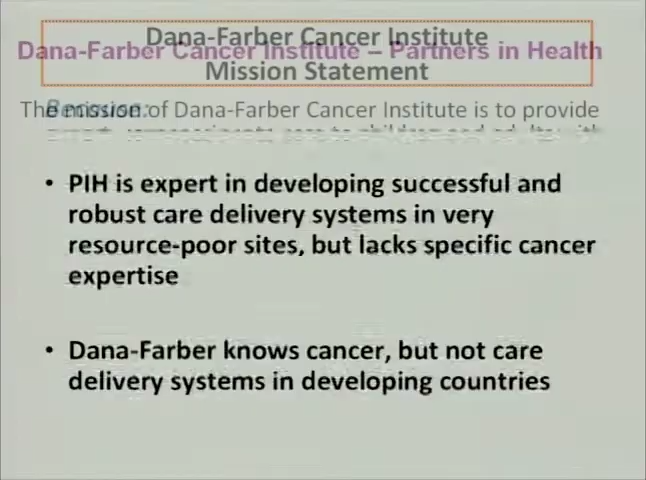 Dana-Farber Cancer Institute
Dana-Farber Cancer Institute – Partners in Health
Mission Statement
Because:
The mission of Dana-Farber Cancer Institute is to provide
• PIH is expert in developing successful and
robust care delivery systems in very
resource-poor sites, but lacks specific cancer
expertise
• Dana-Farber knows cancer, but not care
delivery systems in developing countries